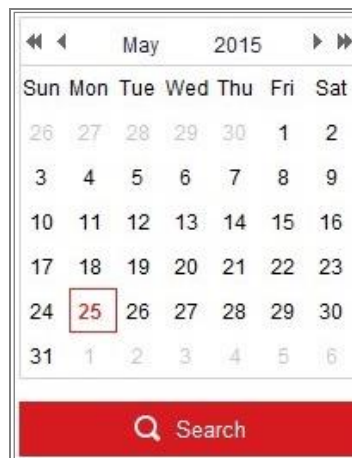 May 2015
Sun Mon Tue Wed Thu Fri Sat
26 27 28 29 30 1 2
3 4 5 6 7 8 9
10 11 12 13 14 15 16
17 18 19 20 21 22 23
24 25 26 27 28 29 30
31 1 2 3 4 5 6
Search